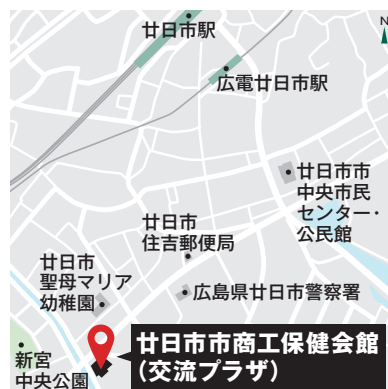 廿日市駅
N
広電廿日市駅
廿日市市
中央市民
センター・
公民館
廿日市
住吉郵便局
廿日市
聖母マリア
幼稚園
広島県廿日市警察署
廿日市市商工保健会館
（交流プラザ）
新宮
中央公園